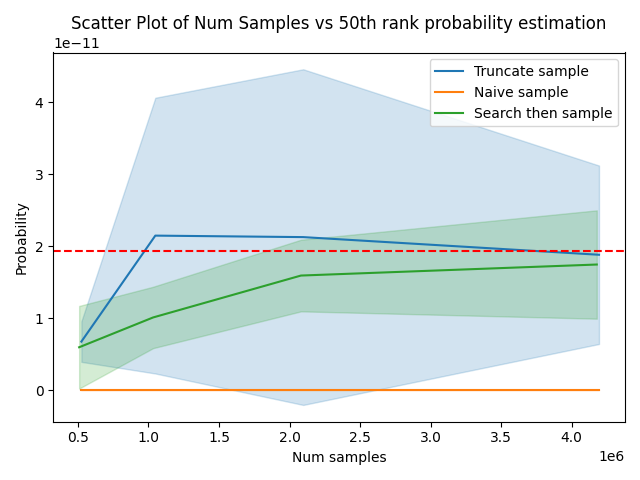 Scatter Plot of Num Samples vs 50th rank probability estimation
1e−11
Truncate sample
Naive sample
Search then sample
4
3
2
1
0
Probability
0.5 1.0 1.5 2.0 2.5 3.0 3.5 4.0
1e6
Num samples